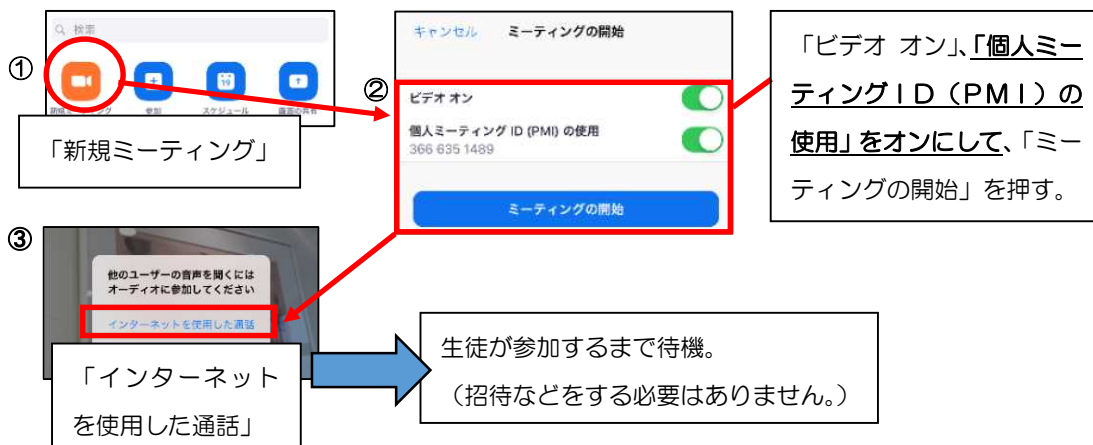 検索
①
新規ミーティング
参加
19
スケジュール
画面の共有
「新規ミーティング」
②
キャンセル
ミーティングの開始
ビデオ オン
個人ミーティング ID (PMI) の使用
366 635 1489
ミーティングの開始
「ビデオ オン」、「個人ミー
ティングＩＤ（ＰＭＩ）の
使用」をオンにして、「ミー
ティングの開始」を押す。
③
他のユーザーの音声を聞くには
オーディオに参加してください
インターネットを使用した通話
「インターネット
を使用した通話」
生徒が参加するまで待機。
（招待などをする必要はありません。）